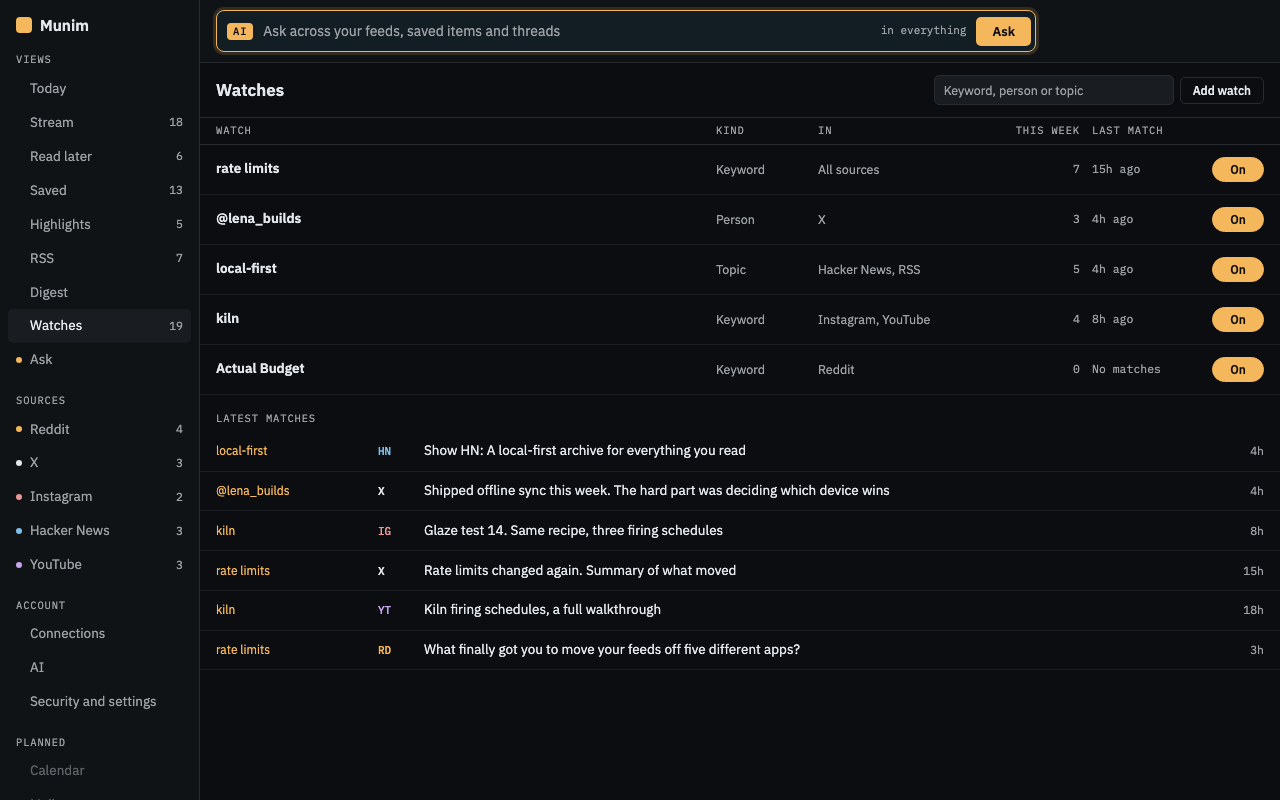 Munim
VIEWS
Today
Stream 18
Read later 6
Saved 13
Highlights 5
RSS 7
Digest
Watches 19
Ask
SOURCES
Reddit 4
X 3
Instagram 2
Hacker News 3
YouTube 3
ACCOUNT
Connections
AI
Security and settings
PLANNED
Calendar
AI Ask across your feeds, saved items and threads in everything Ask
Watches Keyword, person or topic Add watch
WATCH KIND IN THIS WEEK LAST MATCH
rate limits Keyword All sources 7 15h ago On
@lena_builds Person X 3 4h ago On
local-first Topic Hacker News, RSS 5 4h ago On
kiln Keyword Instagram, YouTube 4 8h ago On
Actual Budget Keyword Reddit 0 No matches On
LATEST MATCHES
local-first HN Show HN: A local-first archive for everything you read 4h
@lena_builds X Shipped offline sync this week. The hard part was deciding which device wins 4h
kiln IG Glaze test 14. Same recipe, three firing schedules 8h
rate limits X Rate limits changed again. Summary of what moved 15h
kiln YT Kiln firing schedules, a full walkthrough 18h
rate limits RD What finally got you to move your feeds off five different apps? 3h